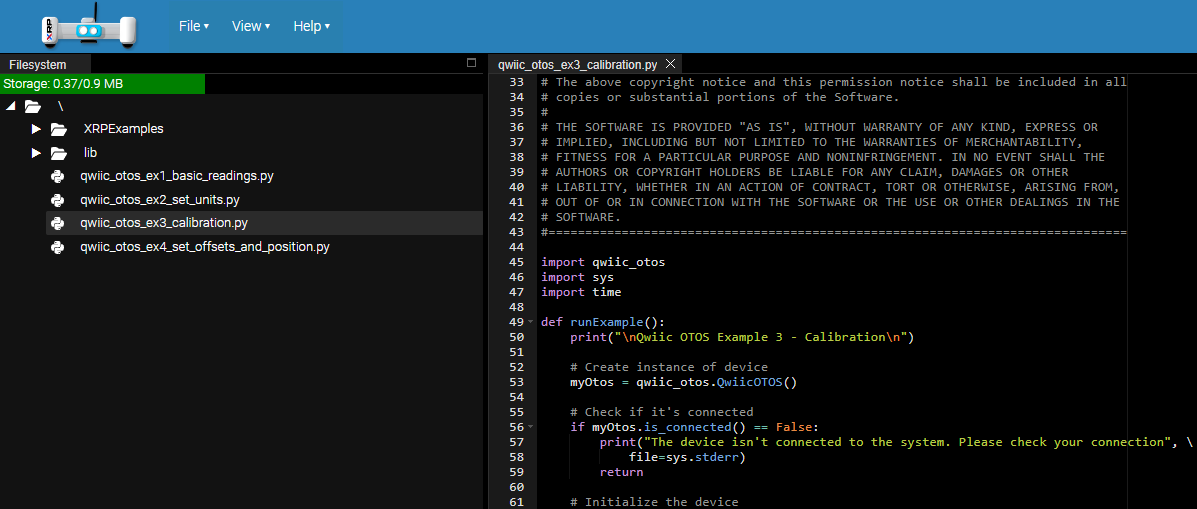 XRP
File ▾ View ▾ Help ▾
Filesystem
Storage: 0.37/0.9 MB
\
XRPExamples
lib
qwiic_otos_ex1_basic_readings.py
qwiic_otos_ex2_set_units.py
qwiic_otos_ex3_calibration.py
qwiic_otos_ex4_set_offsets_and_position.py
qwiic_otos_ex3_calibration.py
33 # The above copyright notice and this permission notice shall be included in all
34 # copies or substantial portions of the Software.
35 #
36 # THE SOFTWARE IS PROVIDED "AS IS", WITHOUT WARRANTY OF ANY KIND, EXPRESS OR
37 # IMPLIED, INCLUDING BUT NOT LIMITED TO THE WARRANTIES OF MERCHANTABILITY,
38 # FITNESS FOR A PARTICULAR PURPOSE AND NONINFRINGEMENT. IN NO EVENT SHALL THE
39 # AUTHORS OR COPYRIGHT HOLDERS BE LIABLE FOR ANY CLAIM, DAMAGES OR OTHER
40 # LIABILITY, WHETHER IN AN ACTION OF CONTRACT, TORT OR OTHERWISE, ARISING FROM,
41 # OUT OF OR IN CONNECTION WITH THE SOFTWARE OR THE USE OR OTHER DEALINGS IN THE
42 # SOFTWARE.
43 #===============================================================================
44
45 import qwiic_otos
46 import sys
47 import time
48
49 def runExample():
50     print("\nQwiic OTOS Example 3 - Calibration\n")
51
52     # Create instance of device
53     myOtos = qwiic_otos.QwiicOTOS()
54
55     # Check if it's connected
56     if myOtos.is_connected() == False:
57         print("The device isn't connected to the system. Please check your connection", \
58             file=sys.stderr)
59         return
60
61     # Initialize the device